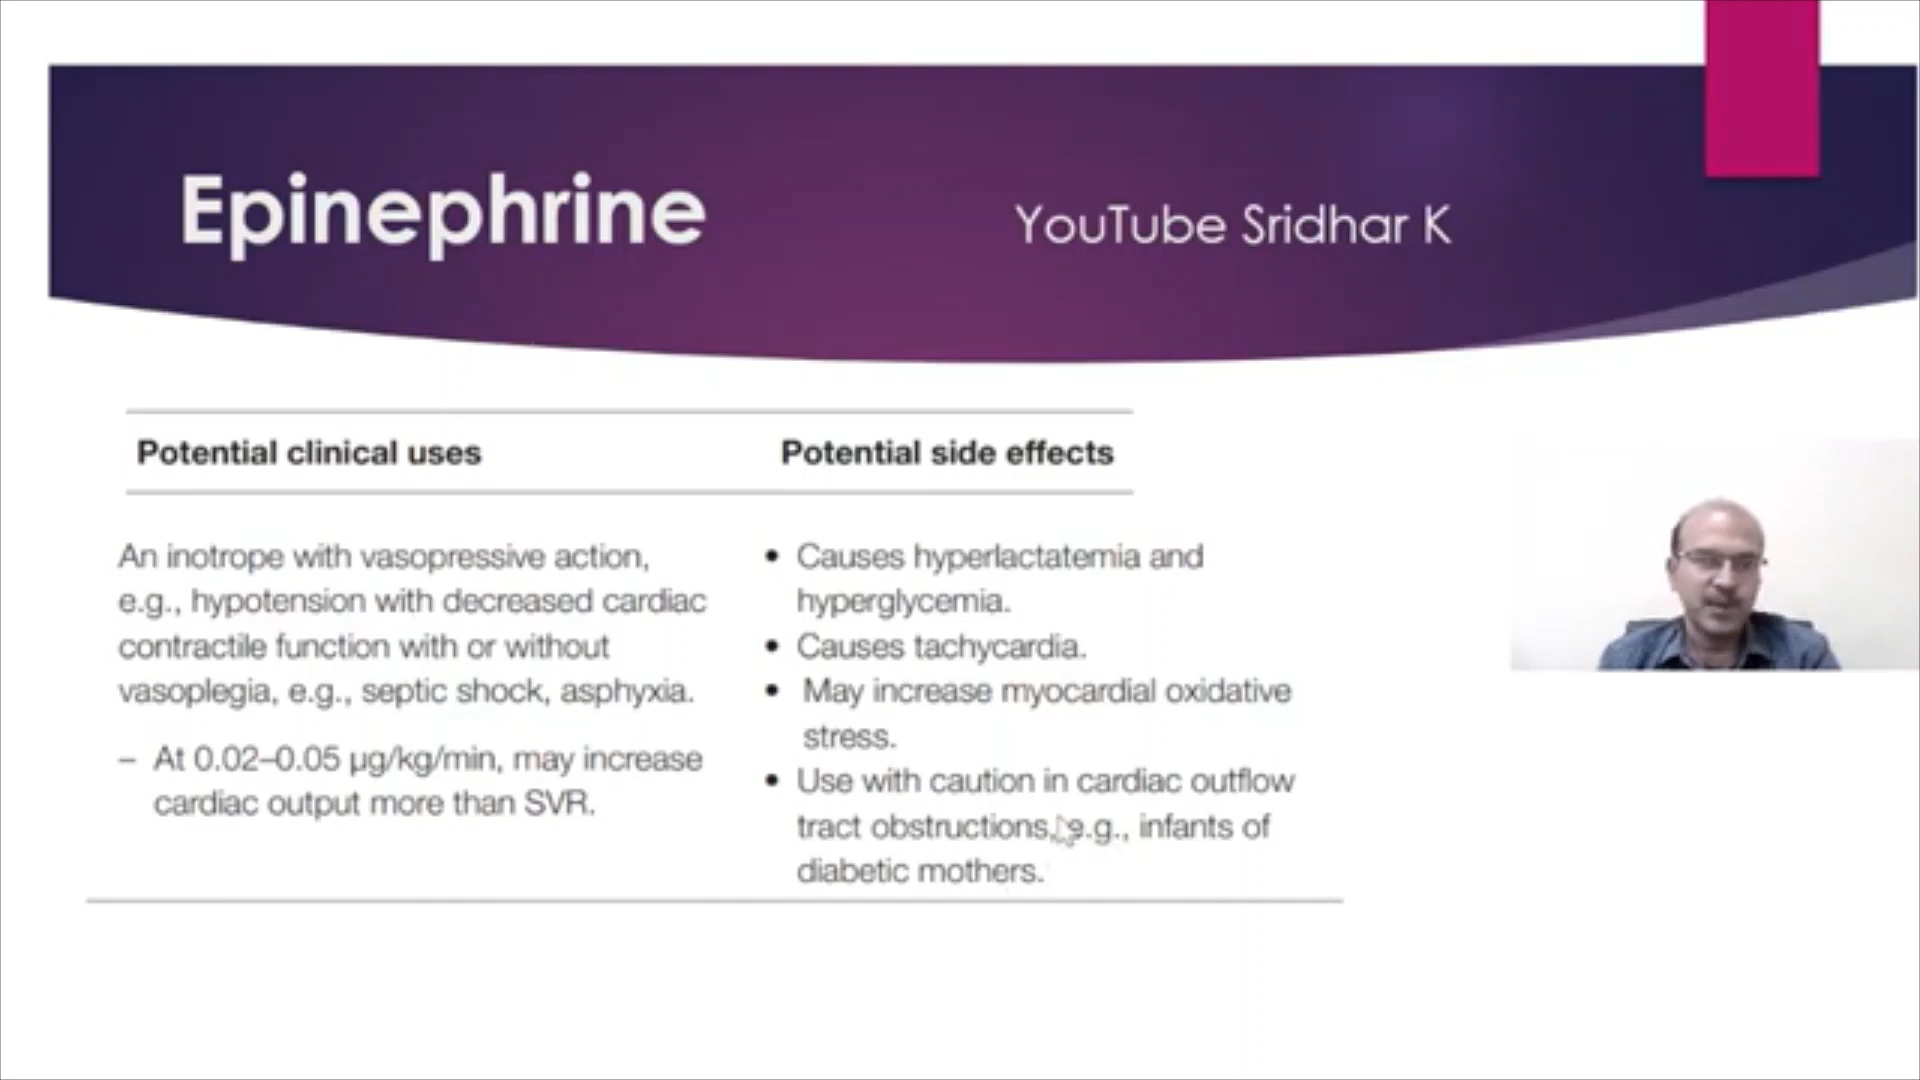 Epinephrine
YouTube Sridhar K
Potential clinical uses
Potential side effects
An inotrope with vasopressive action,
e.g., hypotension with decreased cardiac
contractile function with or without
vasoplegia, e.g., septic shock, asphyxia.
– At 0.02–0.05 µg/kg/min, may increase
cardiac output more than SVR.
• Causes hyperlactatemia and
hyperglycemia.
• Causes tachycardia.
• May increase myocardial oxidative
stress.
• Use with caution in cardiac outflow
tract obstructions, e.g., infants of
diabetic mothers.